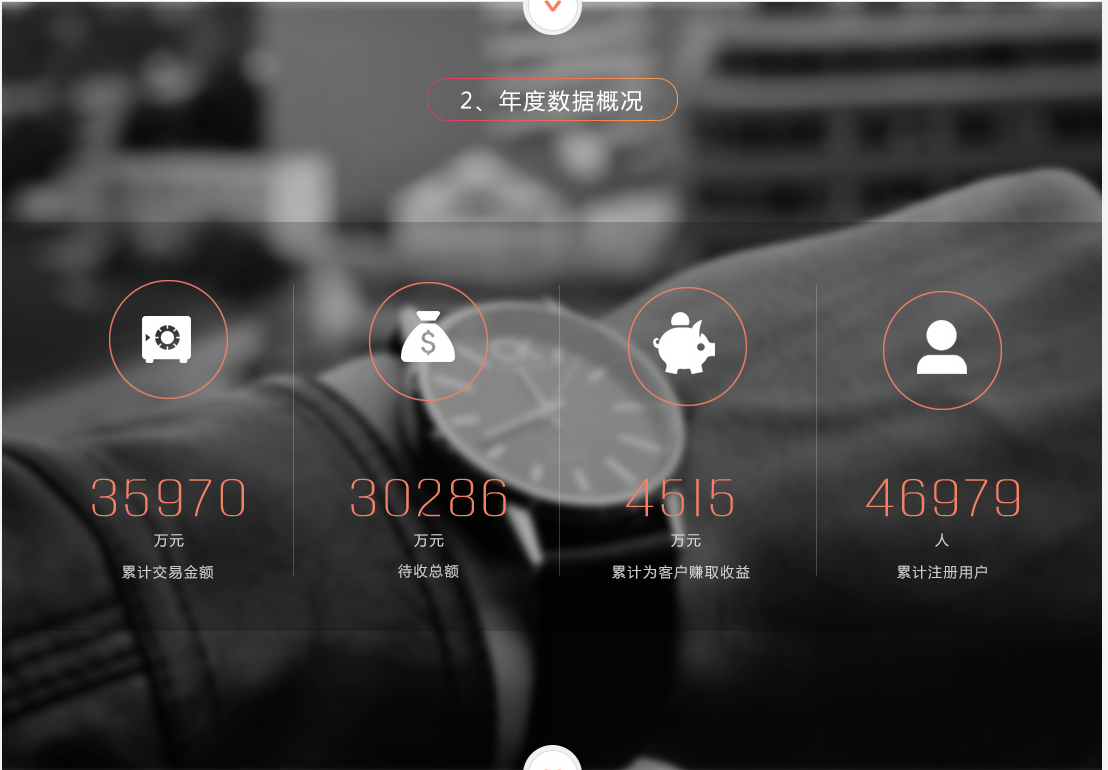 2、年度数据概况
35970
万元
累计交易金额
30286
万元
待收总额
4515
万元
累计为客户赚取收益
46979
人
累计注册用户